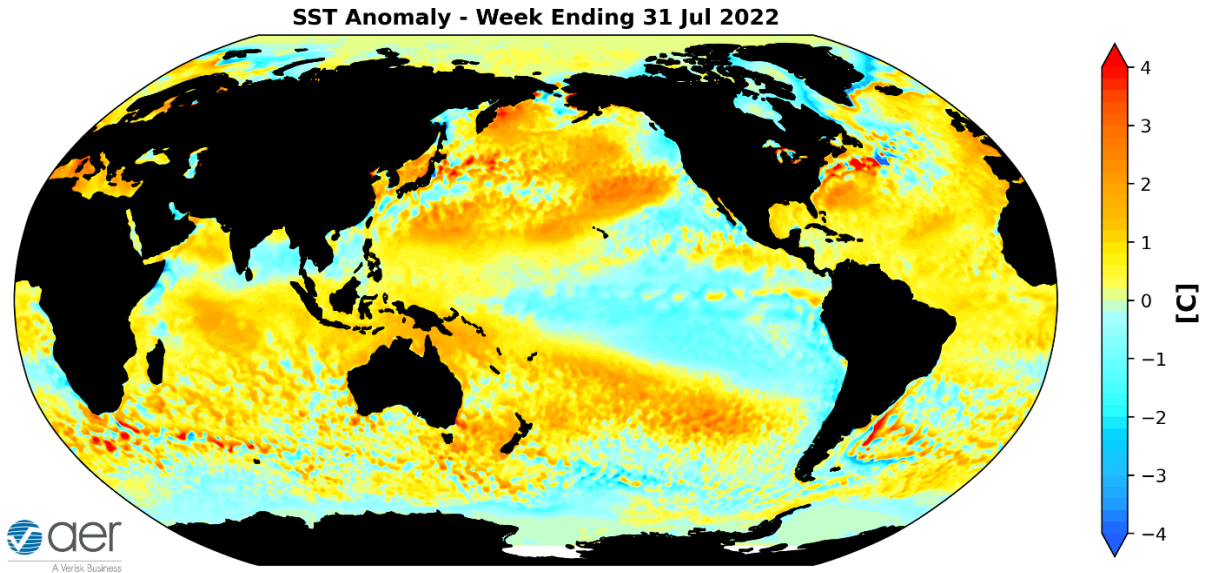 SST Anomaly - Week Ending 31 Jul 2022
4
3
2
1
0
−1
−2
−3
−4
[C]
aer
A Verisk Business